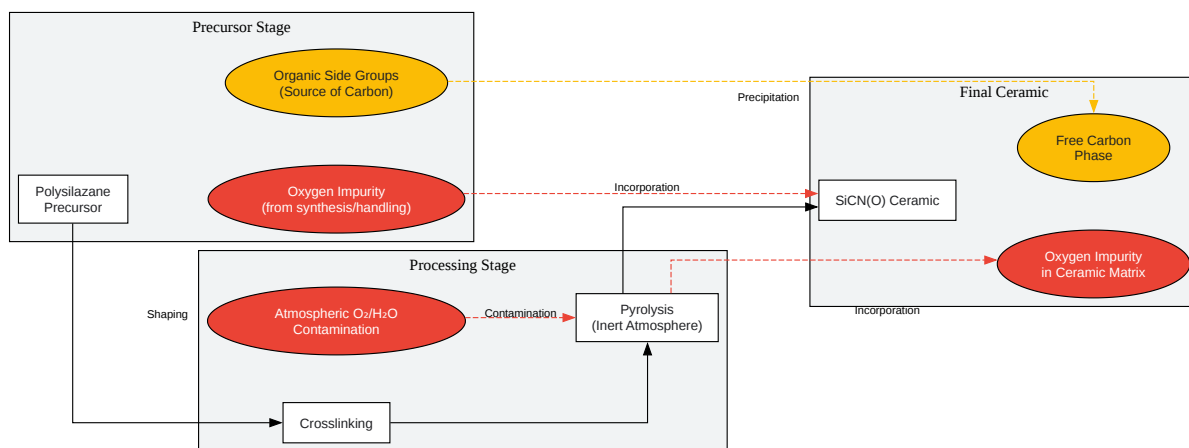 Precursor Stage
Organic Side Groups
(Source of Carbon)
Precipitation
Final Ceramic
Free Carbon
Phase
Polysilazane
Precursor
Oxygen Impurity
(from synthesis/handling)
Incorporation
SiCN(O) Ceramic
Processing Stage
Oxygen Impurity
in Ceramic Matrix
Shaping
Atmospheric O₂/H₂O
Contamination
Contamination
Pyrolysis
(Inert Atmosphere)
Incorporation
Crosslinking